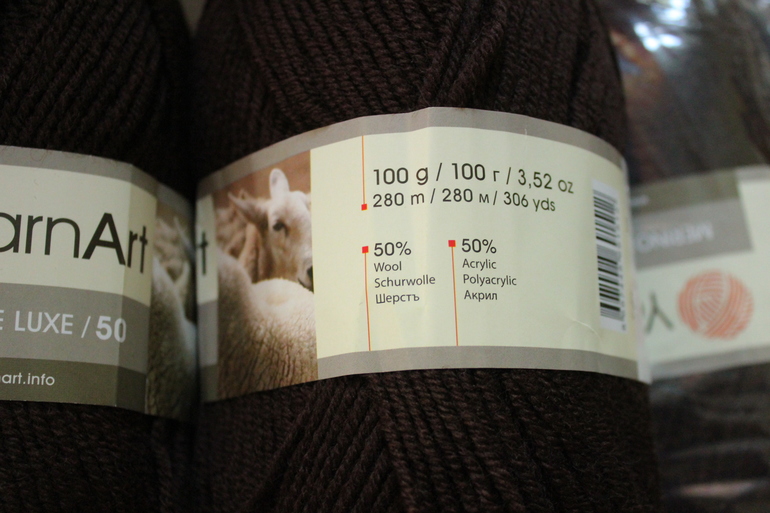 arnArt
E LUXE / 50
art.info
100 g / 100 г / 3,52 oz
280 m / 280 м / 306 yds
50%
Wool
Schurwolle
Шерсть
50%
Acrylic
Polyacrylic
Акрил
MERINO